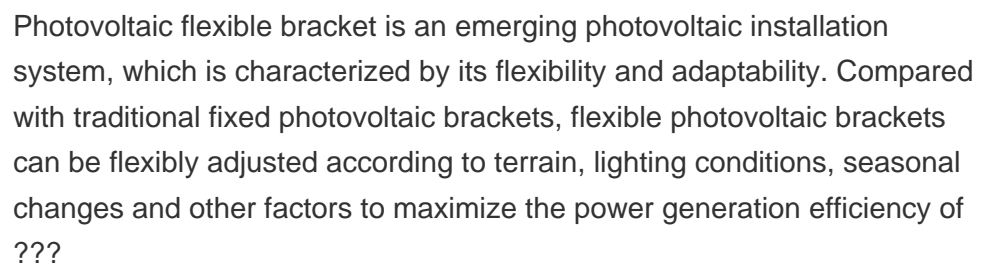 Photovoltaic flexible bracket is an emerging photovoltaic installation
system, which is characterized by its flexibility and adaptability. Compared
with traditional fixed photovoltaic brackets, flexible photovoltaic brackets
can be flexibly adjusted according to terrain, lighting conditions, seasonal
changes and other factors to maximize the power generation efficiency of
???